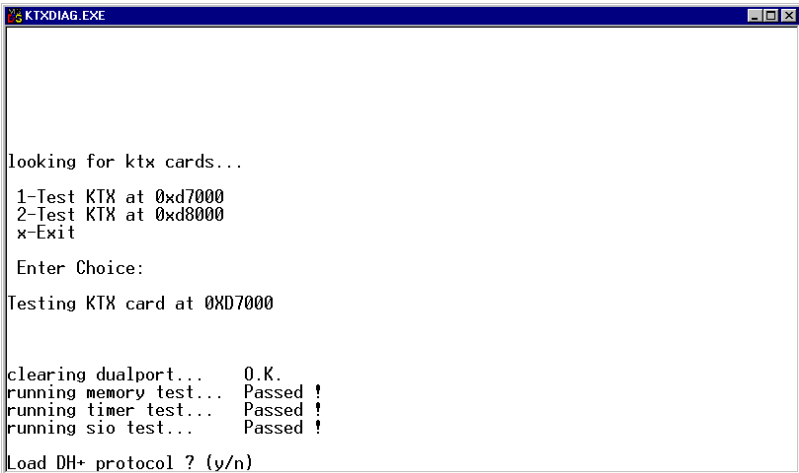 KTXDIAG.EXE
looking for ktx cards...
1-Test KTX at 0xd7000
2-Test KTX at 0xd8000
x-Exit
Enter Choice:
Testing KTX card at 0XD7000
clearing dualport... O.K.
running memory test... Passed !
running timer test... Passed !
running sio test... Passed !
Load DH+ protocol ? (y/n)